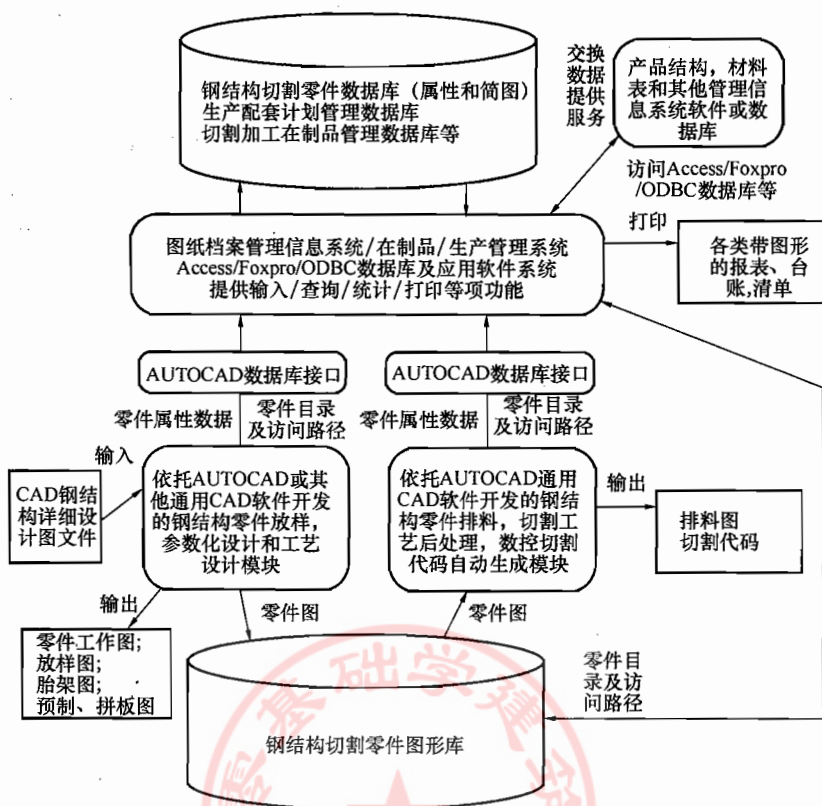 钢结构切割零件数据库（属性和简图）
生产配套计划管理数据库
切割加工在制品管理数据库等
交换
数据
提供
服务
产品结构，材料
表和其他管理信
息系统软件或数
据库
访问Access/Foxpro
/ODBC数据库等
图纸档案管理信息系统/在制品/生产管理系统
Access/Foxpro/ODBC数据库及应用软件系统
提供输入/查询/统计/打印等项功能
打印
各类带图形
的报表、台
账,清单
AUTOCAD数据库接口
AUTOCAD数据库接口
零件属性数据
零件目录
及访问路径
零件属性数据
零件目录
及访问路径
输入
CAD钢结
构详细设
计图文件
依托AUTOCAD或其
他通用CAD软件开发
的钢结构零件放样，
参数化设计和工艺
设计模块
依托AUTOCAD通用
CAD软件开发的钢结
构零件排料，切割工
艺后处理，数控切割
代码自动生成模块
输出
排料图
切割代码
输出
零件图
零件图
零件工作图;
放样图;
胎架图;
预制、拼板图
零件目
录及访
问路径
钢结构切割零件图形库
基础学建